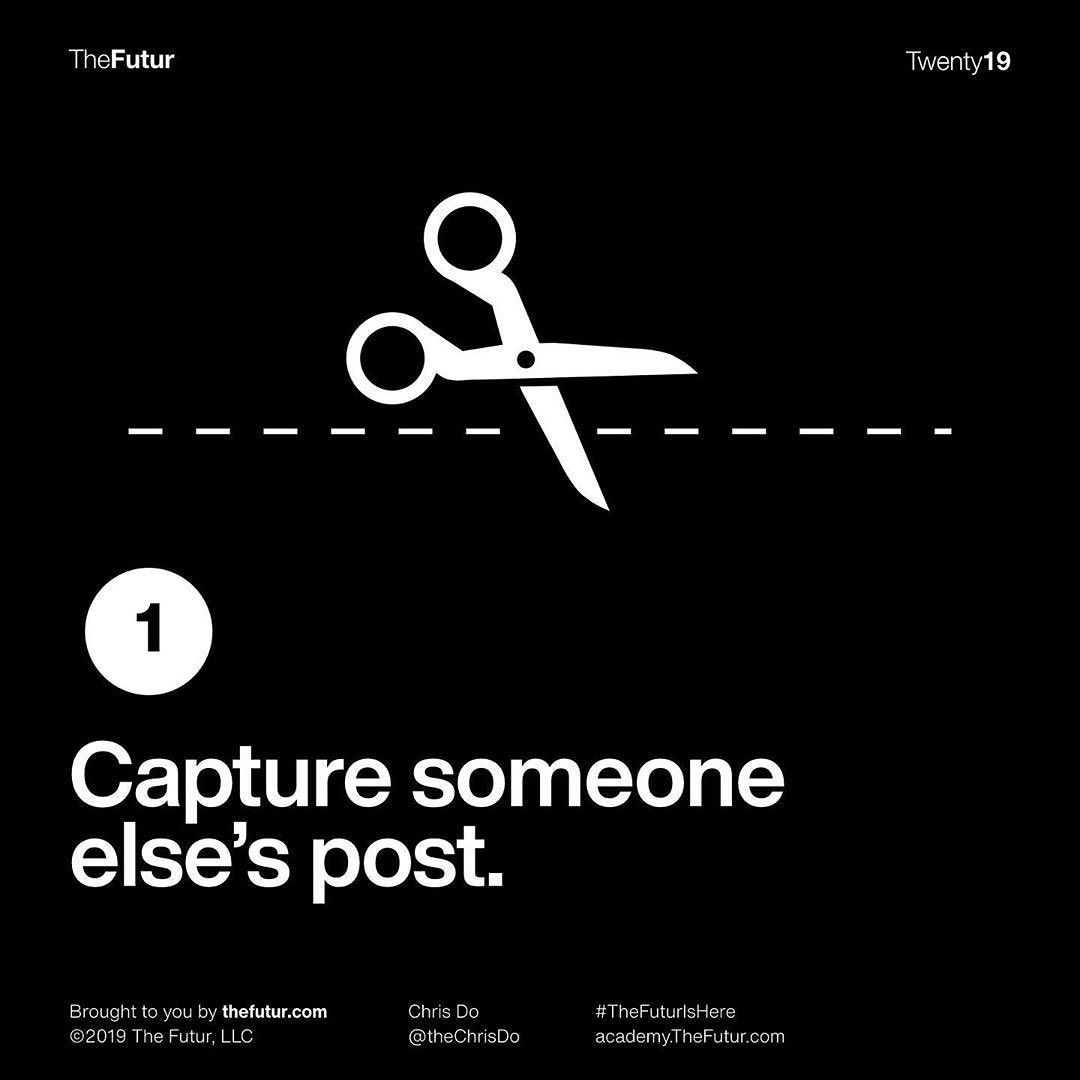 TheFutur
Twenty19
1
Capture someone
else’s post.
Brought to you by thefutur.com
©2019 The Futur, LLC
Chris Do
@theChrisDo
#TheFuturIsHere
academy.TheFutur.com